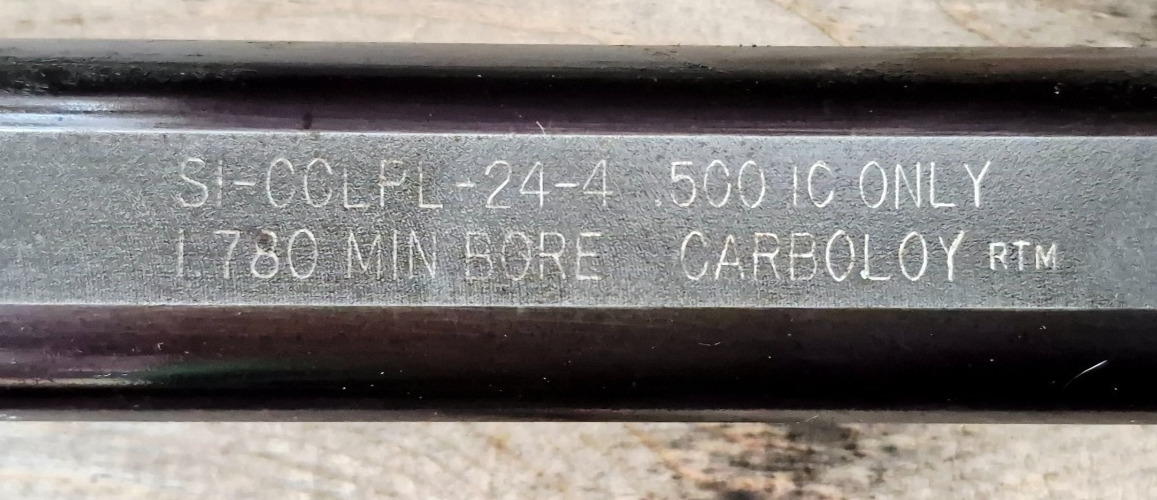 SI-CCLPL-24-4 .500 IC ONLY
1.780 MIN BORE CARBOLOY RTM